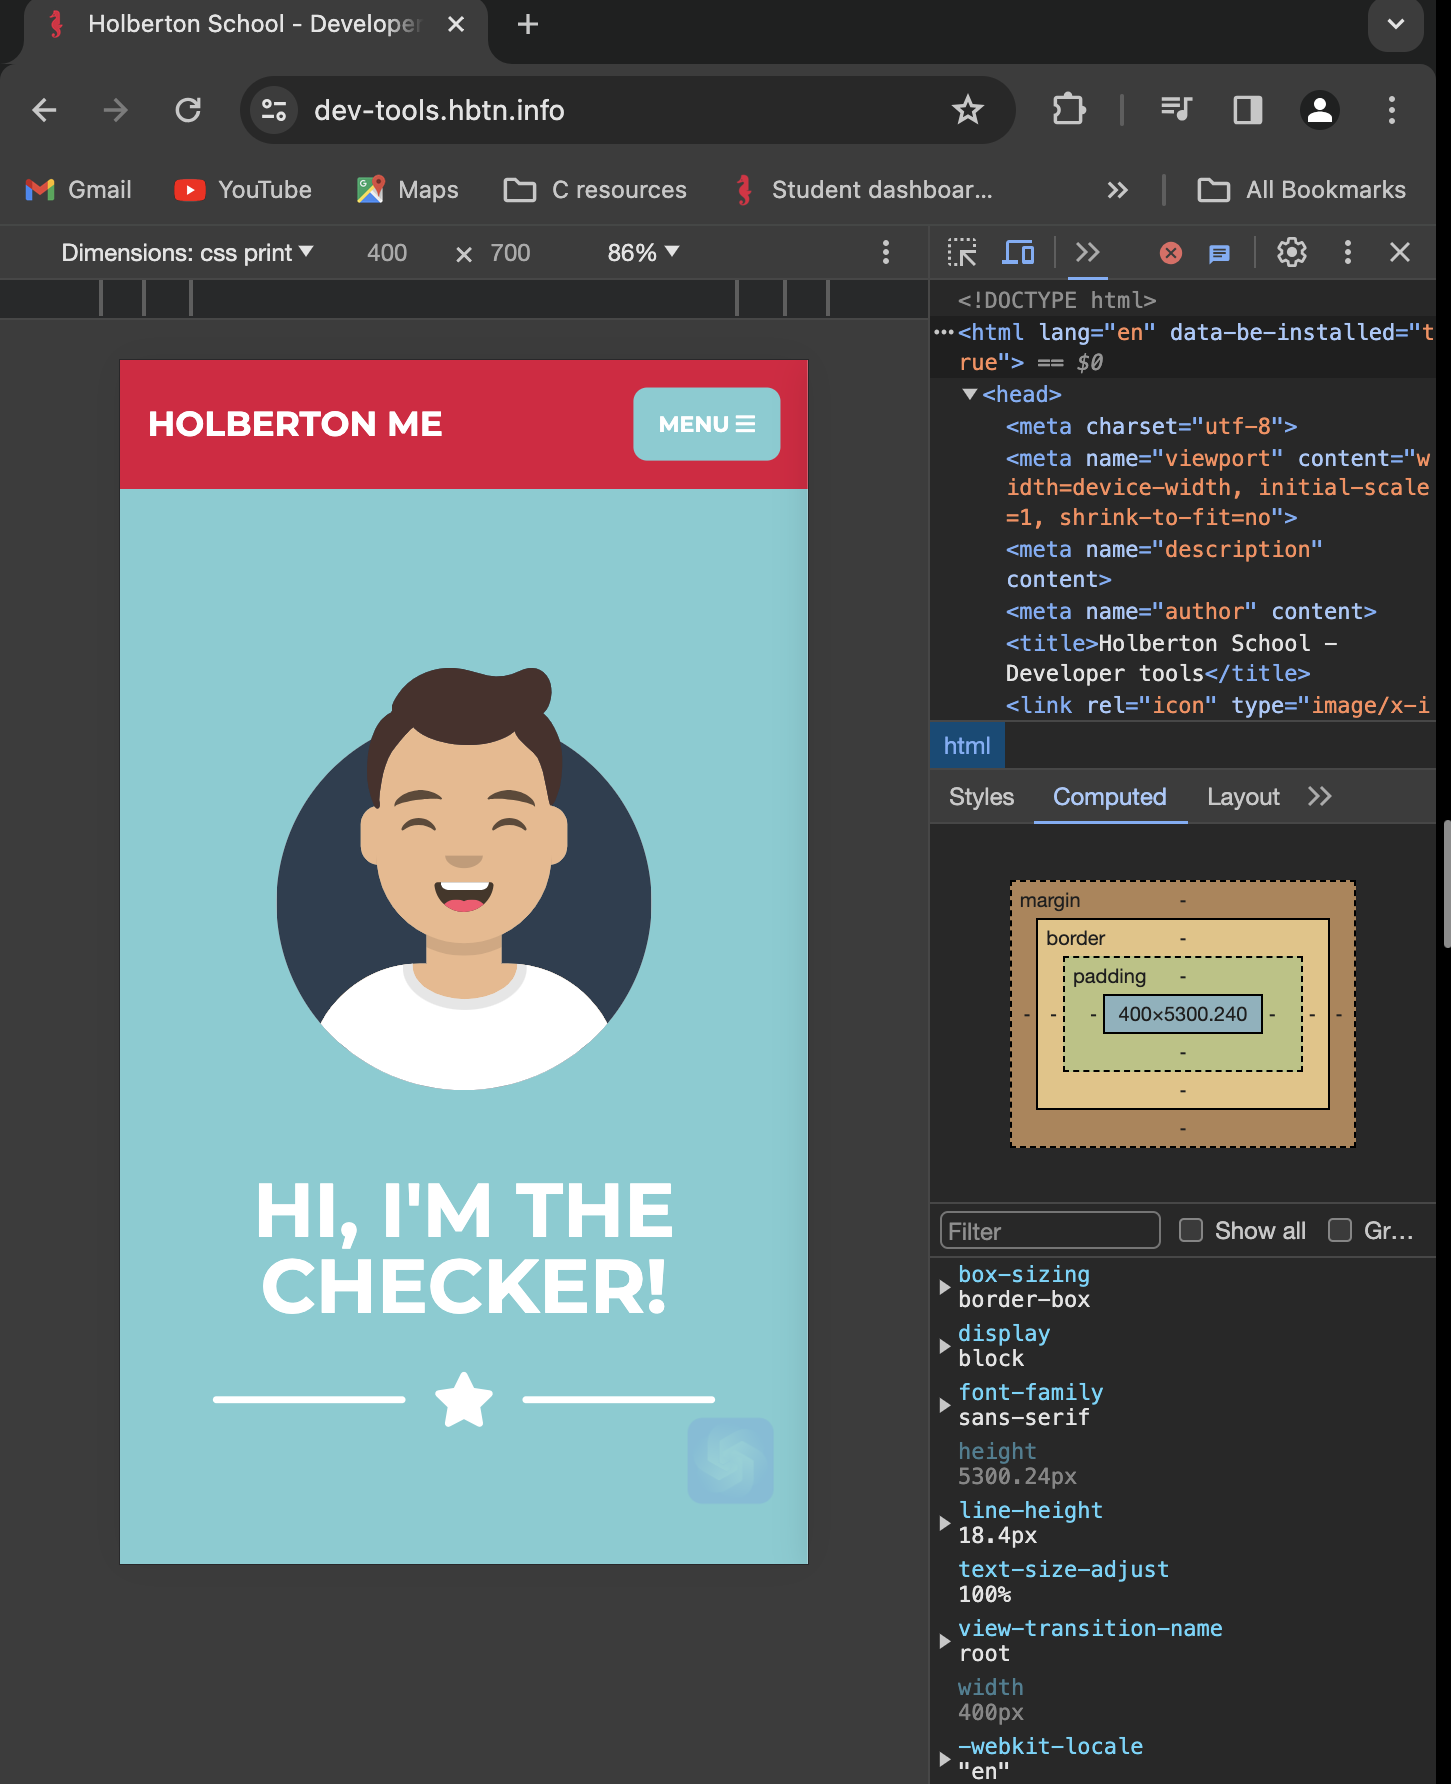 Holberton School - Developer
dev-tools.hbtn.info
Gmail YouTube Maps C resources Student dashboar... All Bookmarks
Dimensions: css print 400 × 700 86%
HOLBERTON ME
MENU
HI, I'M THE
CHECKER!
<!DOCTYPE html>
<html lang="en" data-be-installed="t
rue"> == $0
<head>
<meta charset="utf-8">
<meta name="viewport" content="w
idth=device-width, initial-scale
=1, shrink-to-fit=no">
<meta name="description"
content>
<meta name="author" content>
<title>Holberton School -
Developer tools</title>
<link rel="icon" type="image/x-i
html
Styles Computed Layout
margin -
border -
padding -
- - - 400×5300.240 - - -
-
-
-
Filter Show all Gr...
box-sizing
border-box
display
block
font-family
sans-serif
height
5300.24px
line-height
18.4px
text-size-adjust
100%
view-transition-name
root
width
400px
-webkit-locale
"en"